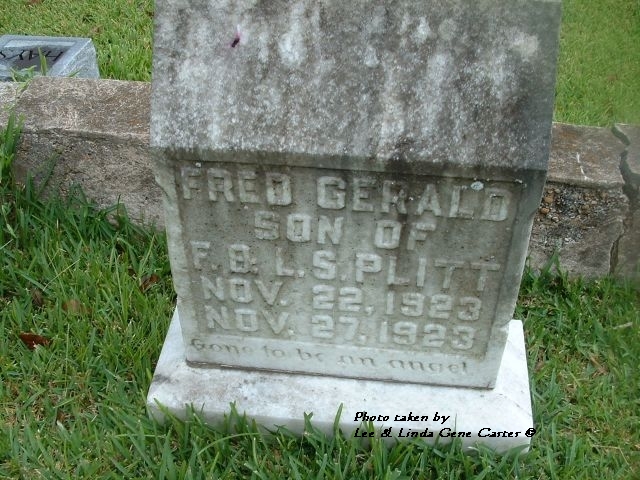 FRED GERALD
SON OF
F. B. L. S. PLITT
NOV. 22, 1923
NOV. 27, 1923
Gone to be an angel
Photo taken by
Lee & Linda Gene Carter ©